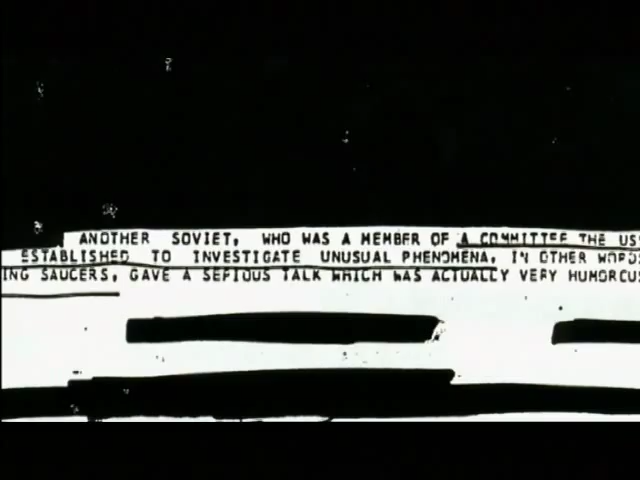 ANOTHER SOVIET, WHO WAS A MEMBER OF A COMMITTEE THE US
ESTABLISHED TO INVESTIGATE UNUSUAL PHENOMENA, IN OTHER WORDS
ING SAUCERS, GAVE A SERIOUS TALK WHICH WAS ACTUALLY VERY HUMOROUS